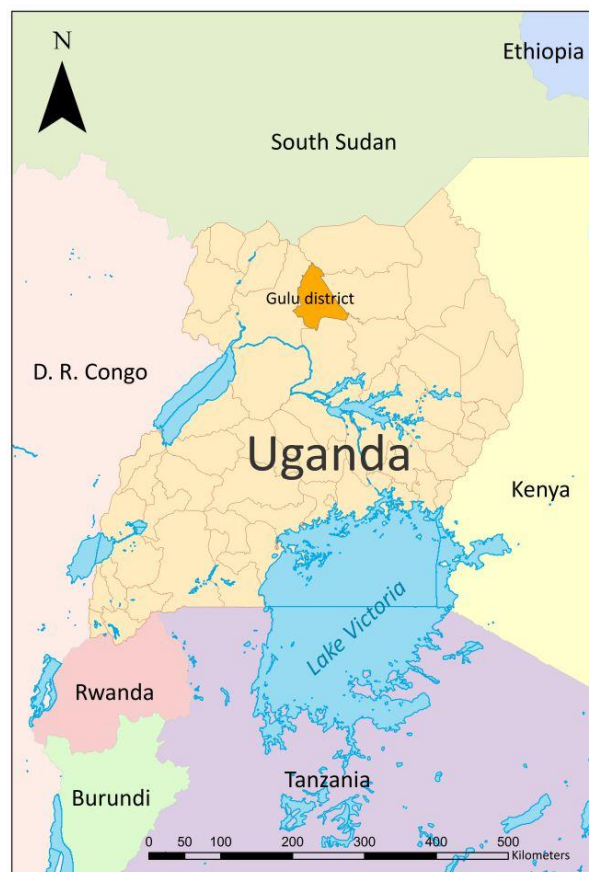 N
Ethiopia
South Sudan
Gulu district
D. R. Congo
Uganda
Kenya
Lake Victoria
Rwanda
Tanzania
Burundi
0 50 100 200 300 400 500
Kilometers